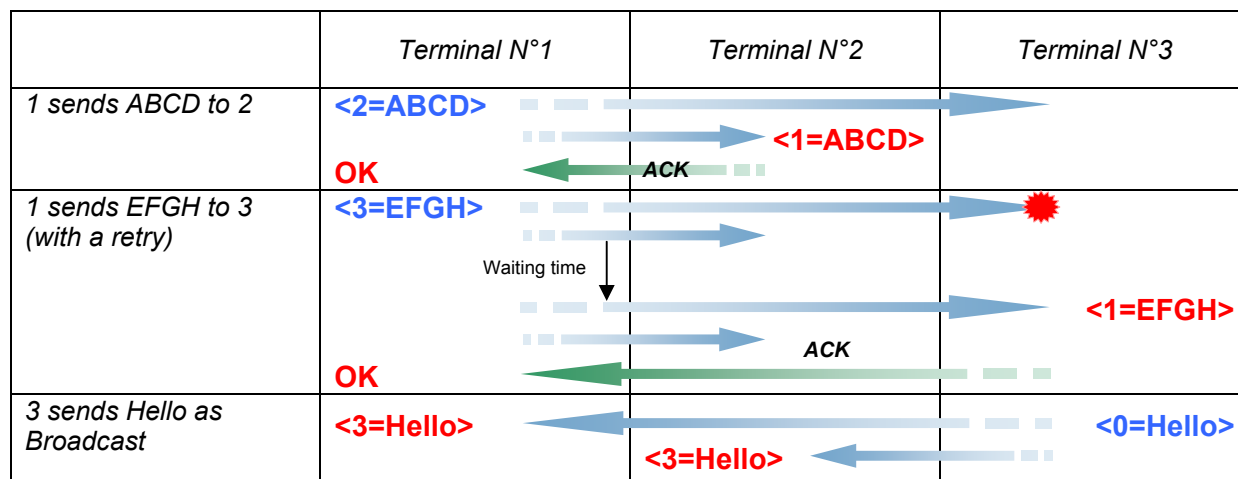 Terminal N°1 Terminal N°2 Terminal N°3
1 sends ABCD to 2 <2=ABCD>
<1=ABCD>
OK ACK
1 sends EFGH to 3 <3=EFGH>
(with a retry)
Waiting time
<1=EFGH>
ACK
OK
3 sends Hello as
Broadcast
<3=Hello> <0=Hello>
<3=Hello>